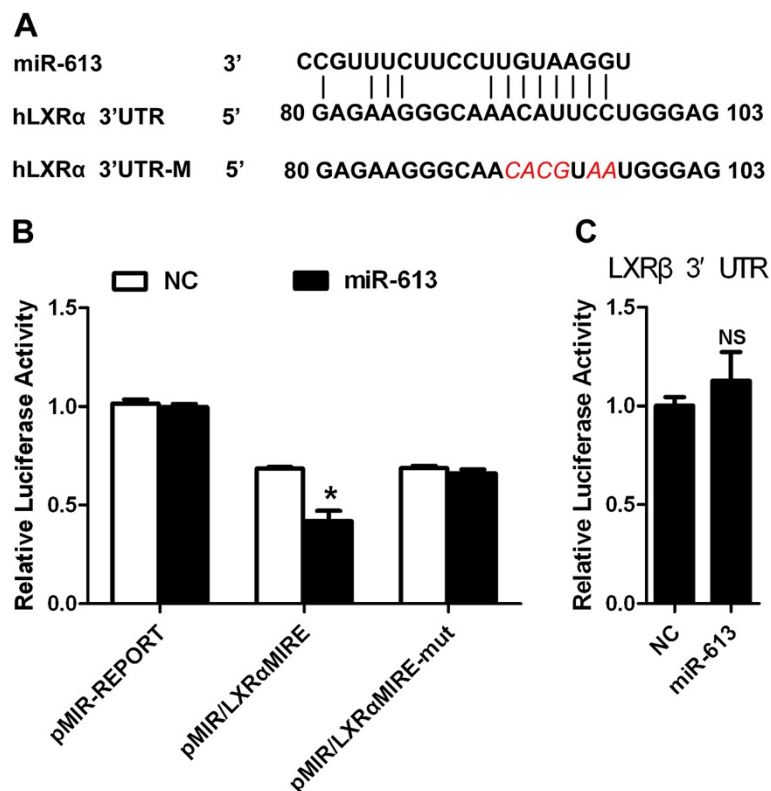 A
miR-613 3’ CCGUUUCUUCCUUGUAAGGU
hLXRα 3’UTR 5’ 80 GAGAAGGGCAAACAUUCCUGGGAG 103
hLXRα 3’UTR-M 5’ 80 GAGAAGGGCAACACGUAAUGGGAG 103
B
NC miR-613
Relative Luciferase Activity
1.5
1.0
0.5
0.0
*
pMIR-REPORT
pMIR/LXRαMIRE
pMIR/LXRαMIRE-mut
C
LXRβ 3′ UTR
Relative Luciferase Activity
1.5
1.0
0.5
0.0
NS
NC
miR-613